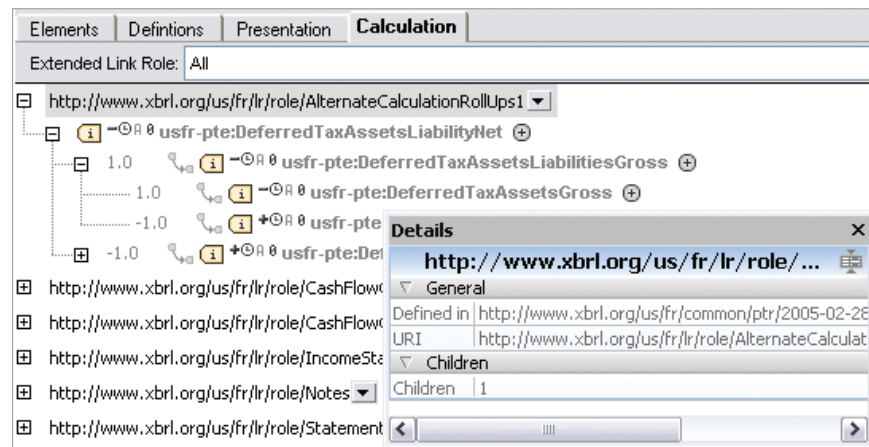 Elements Defintions Presentation Calculation
Extended Link Role: All
http://www.xbrl.org/us/fr/lr/role/AlternateCalculationRollUps1
usfr-pte:DeferredTaxAssetsLiabilityNet
1.0 usfr-pte:DeferredTaxAssetsLiabilitiesGross
1.0 usfr-pte:DeferredTaxAssetsGross
-1.0 usfr-pte
-1.0 usfr-pte:De
http://www.xbrl.org/us/fr/lr/role/CashFlow
http://www.xbrl.org/us/fr/lr/role/CashFlow
http://www.xbrl.org/us/fr/lr/role/IncomeSta
http://www.xbrl.org/us/fr/lr/role/Notes
http://www.xbrl.org/us/fr/lr/role/Statement
Details
http://www.xbrl.org/us/fr/lr/role/...
General
Defined in http://www.xbrl.org/us/fr/common/ptr/2005-02-28
URI http://www.xbrl.org/us/fr/lr/role/AlternateCalculat
Children
Children 1